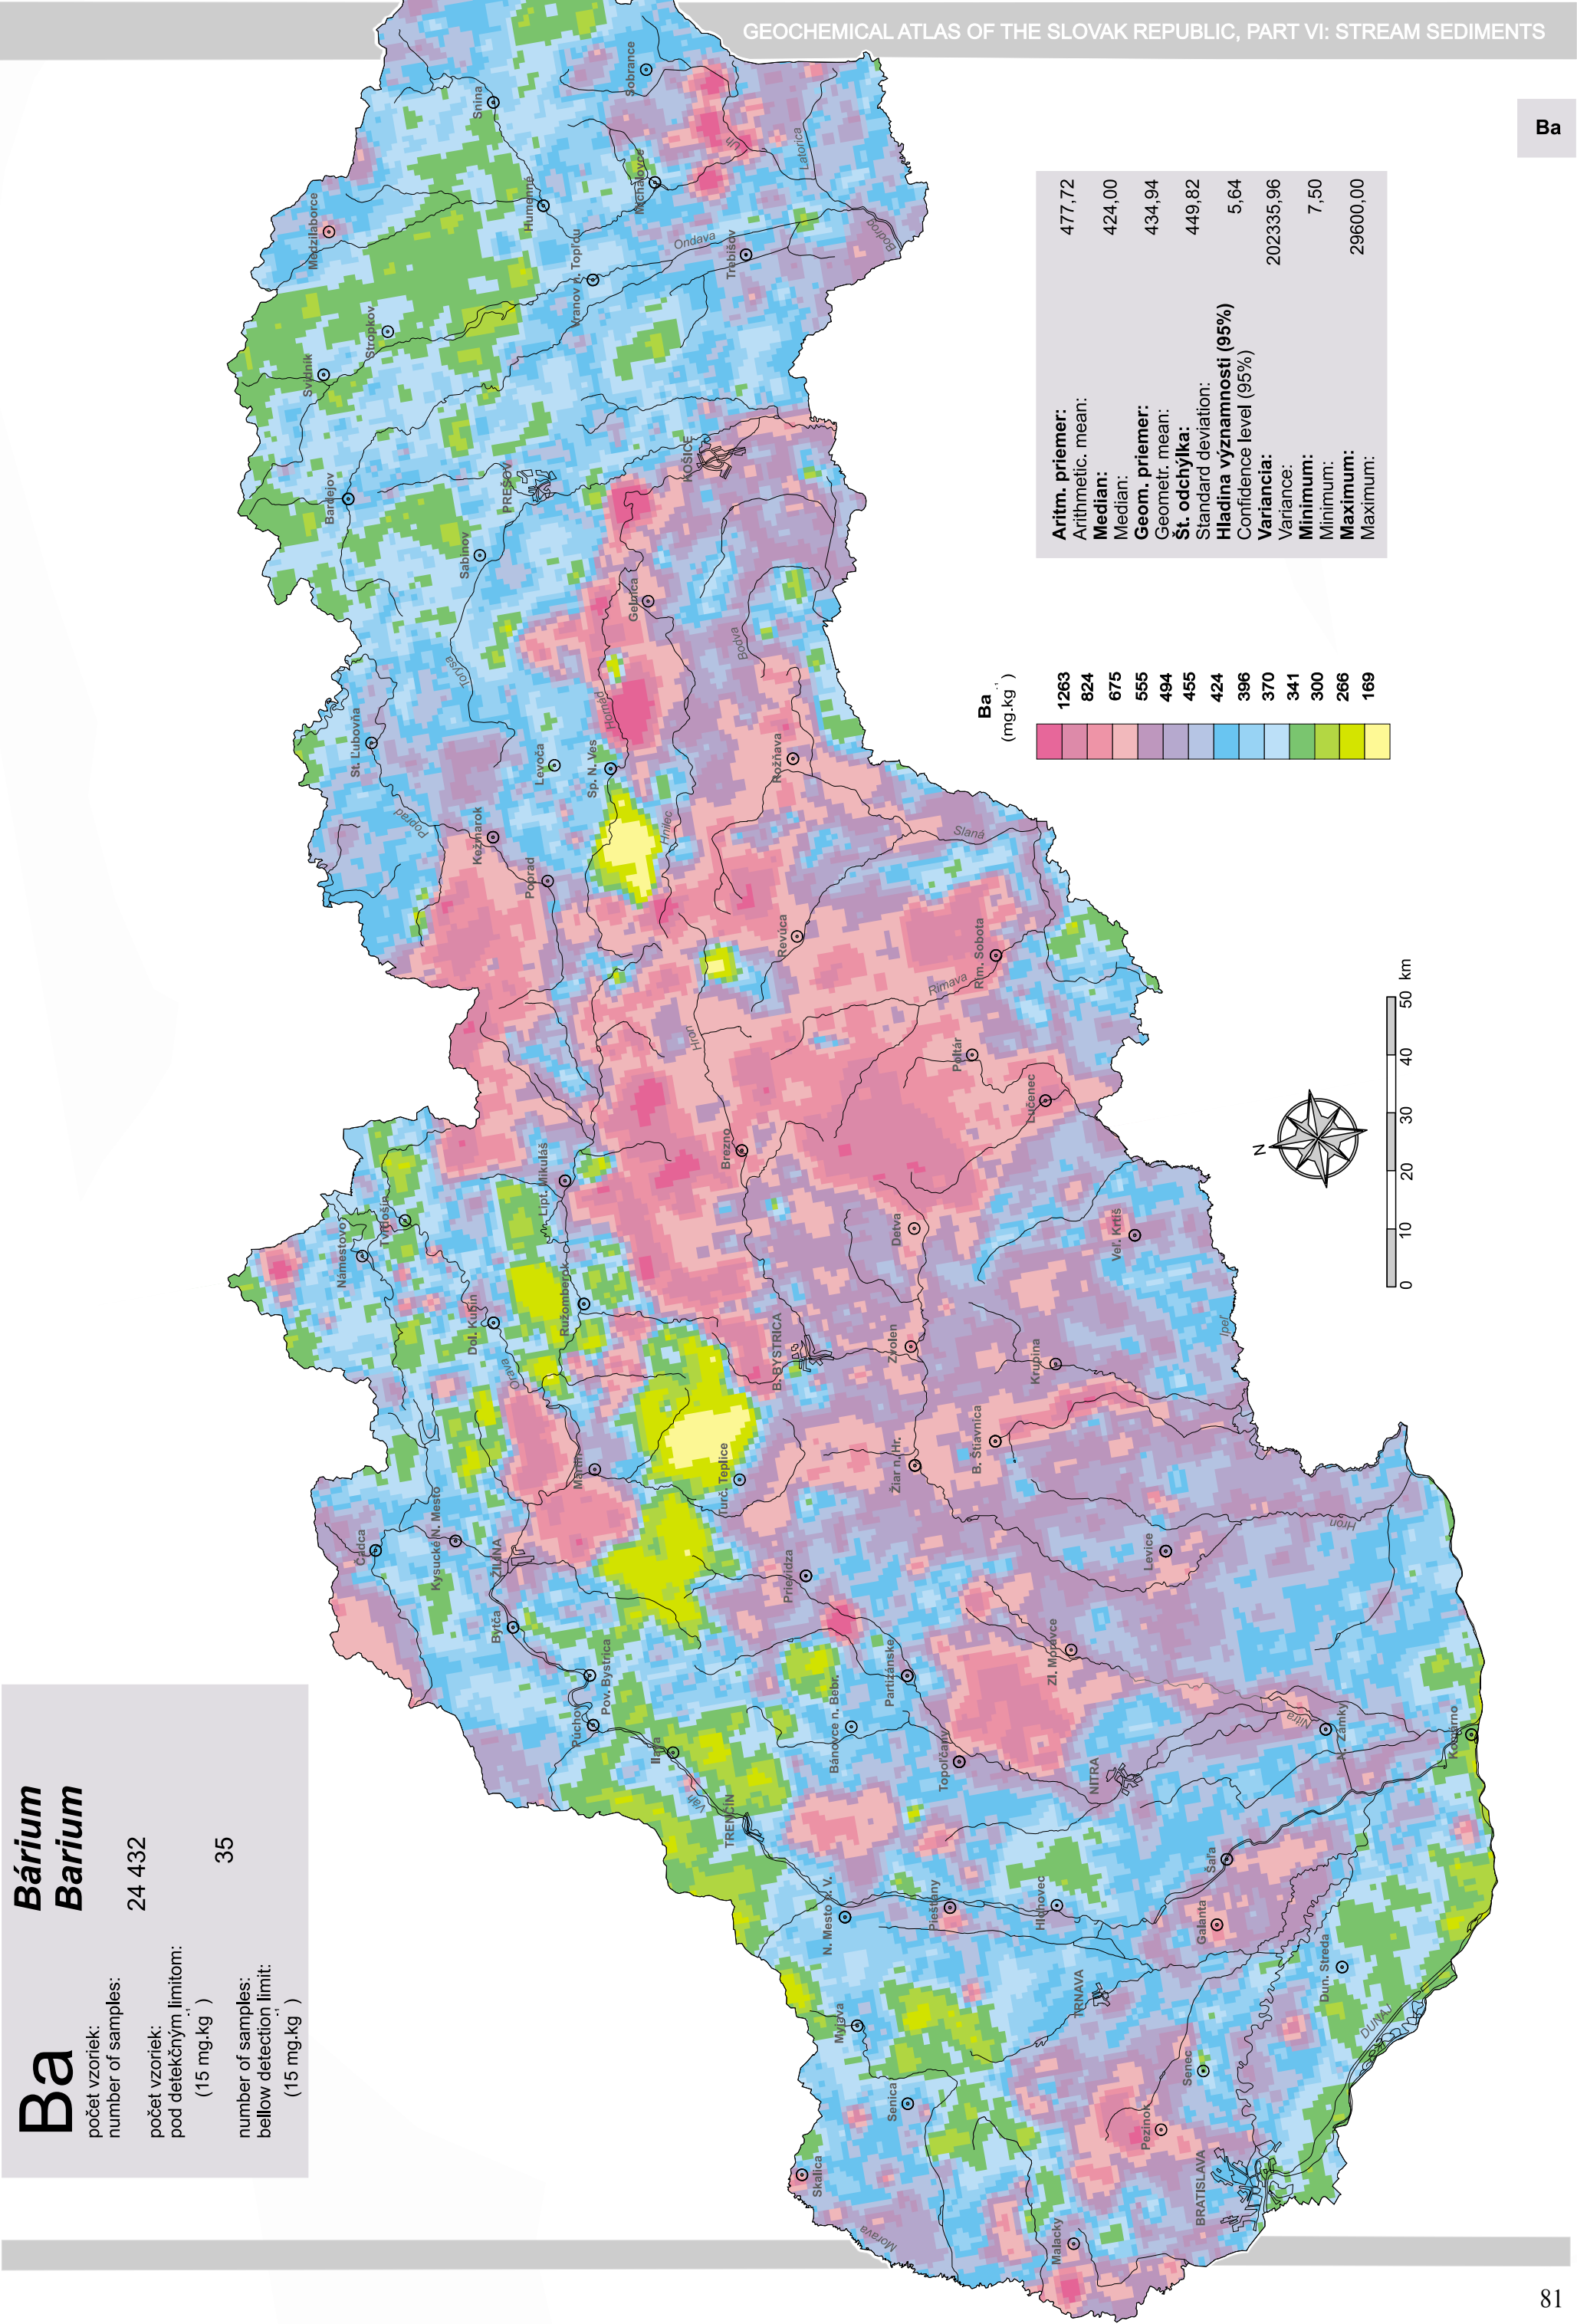 GEOCHEMICAL ATLAS OF THE SLOVAK REPUBLIC, PART VI: STREAM SEDIMENTS
Ba
Ba
Bárium
Barium
počet vzoriek:
number of samples:
24 432
počet vzoriek:
pod detekčným limitom:
(15 mg.kg⁻¹)
35
number of samples:
bellow detection limit:
(15 mg.kg⁻¹)
Aritm. priemer:
Arithmetic. mean:
477,72
Median:
Median:
424,00
Geom. priemer:
Geometr. mean:
434,94
Št. odchýlka:
Standard deviation:
449,82
Hladina významnosti (95%)
Confidence level (95%)
5,64
Variancia:
Variance:
202335,96
Minimum:
Minimum:
7,50
Maximum:
Maximum:
29600,00
Ba
(mg.kg⁻¹)
1263
824
675
555
494
455
424
396
370
341
300
266
169
N
0 10 20 30 40 50 km
Snina
Sobrance
Medzilaborce
Humenné
Michalovce
Uh
Latorica
Stropkov
Svidník
Vranov n. Topľou
Ondava
Trebišov
Bodrog
Bardejov
PREŠOV
KOŠICE
Sabinov
Gelnica
Torysa
Bodva
Hornád
St. Ľubovňa
Levoča
Sp. N. Ves
Rožňava
Poprad
Kežmarok
Hnilec
Slaná
Poprad
Revúca
Rim. Sobota
Rimava
Hron
Poltár
Lučenec
Brezno
Lipt. Mikuláš
Tvrdošín
Námestovo
Detva
Veľ. Krtíš
Dol. Kubín
Ružomberok
Orava
B. BYSTRICA
Zvolen
Krupina
Ipeľ
Martin
Turč. Teplice
Žiar n. Hr.
B. Štiavnica
Čadca
Kysucké N. Mesto
ŽILINA
Bytča
Prievidza
Levice
Hron
Pov. Bystrica
Púchov
Ilava
Bánovce n. Bebr.
Partizánske
Zl. Moravce
Topoľčany
NITRA
Nitra
N. Zámky
Komárno
Váh
TRENČÍN
N. Mesto n. V.
Piešťany
Hlohovec
Šaľa
Galanta
Dun. Streda
DUNAJ
Myjava
TRNAVA
Senica
Senec
Pezinok
Skalica
Malacky
BRATISLAVA
Morava
81